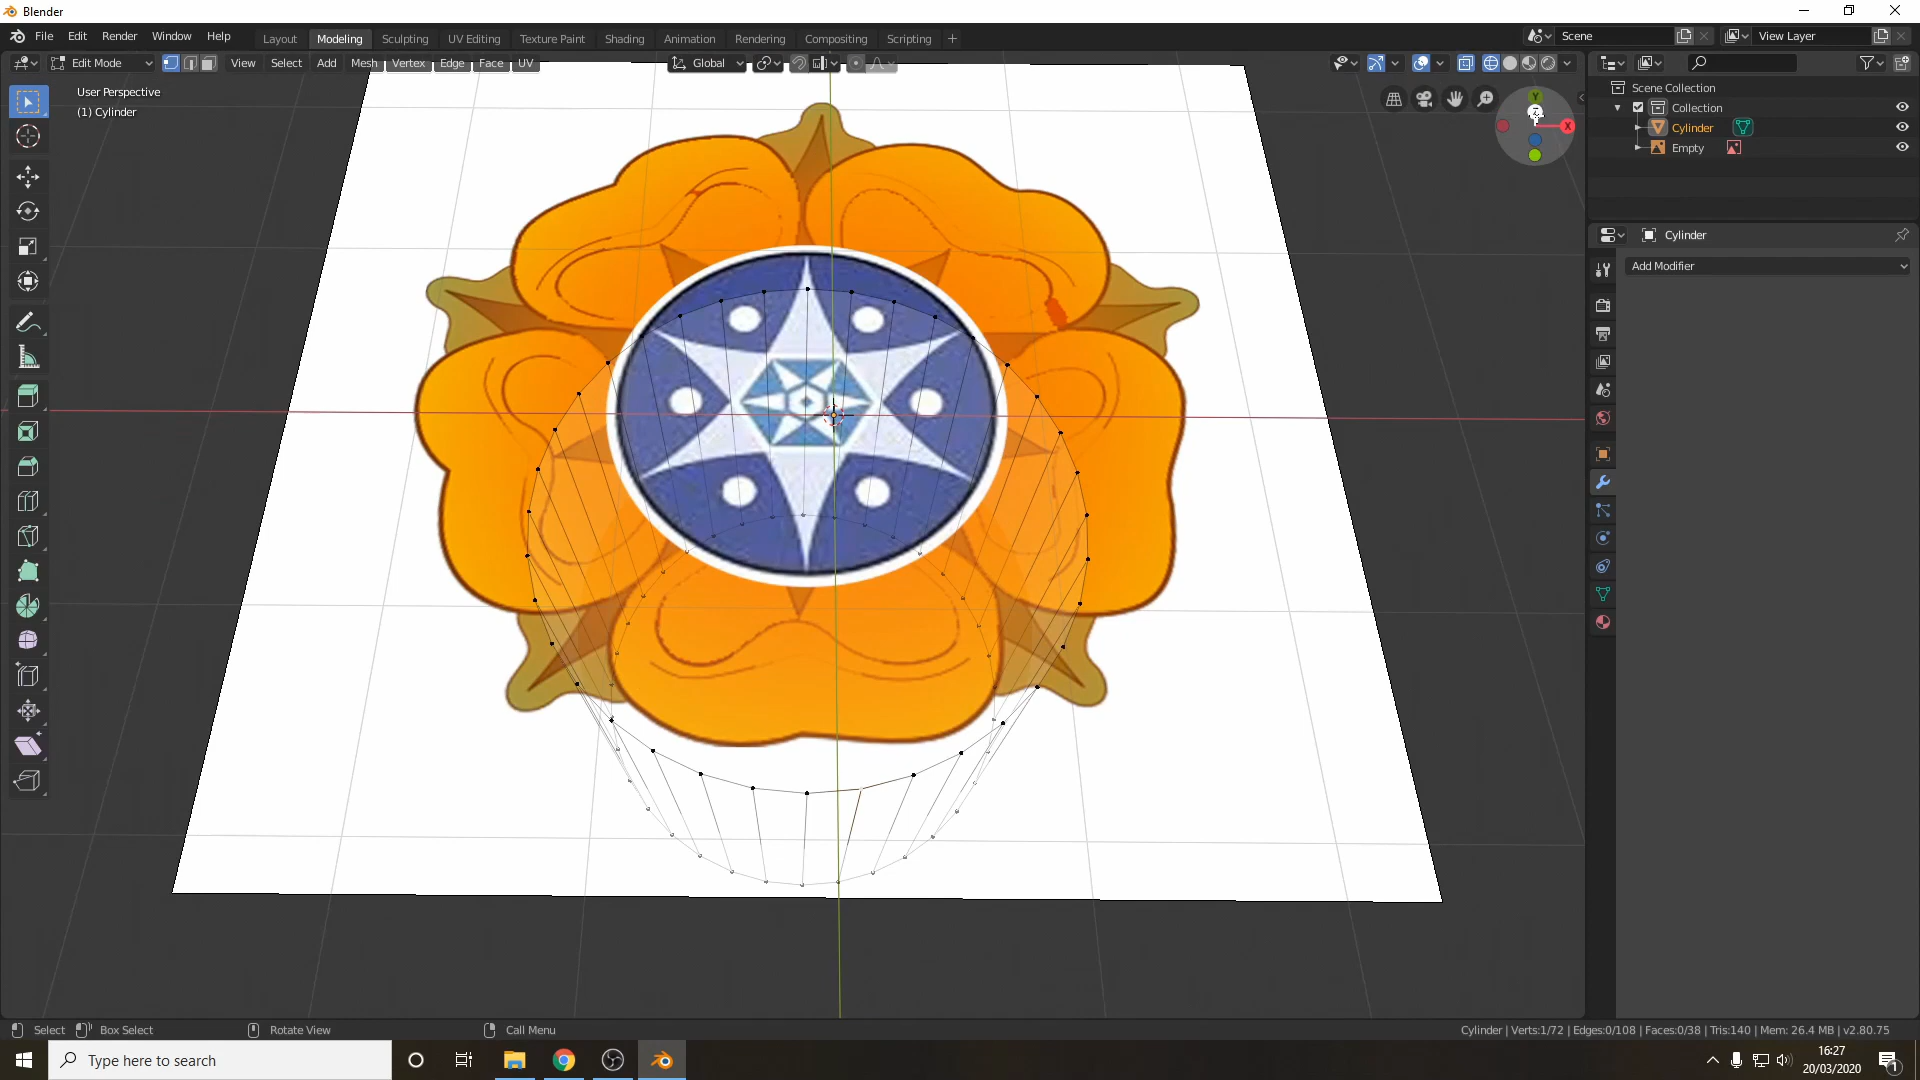 Blender
File Edit Render Window Help
Layout Modeling Sculpting UV Editing Texture Paint Shading Animation Rendering Compositing Scripting +
Scene
View Layer
Edit Mode
View Select Add Mesh Vertex Edge Face UV
Global
User Perspective
(1) Cylinder
Y
Z
X
Scene Collection
Collection
Cylinder
Empty
Cylinder
Add Modifier
Select Box Select Rotate View Call Menu
Cylinder | Verts:1/72 | Edges:0/108 | Faces:0/38 | Tris:140 | Mem: 26.4 MB | v2.80.75
Type here to search
16:27
20/03/2020
1